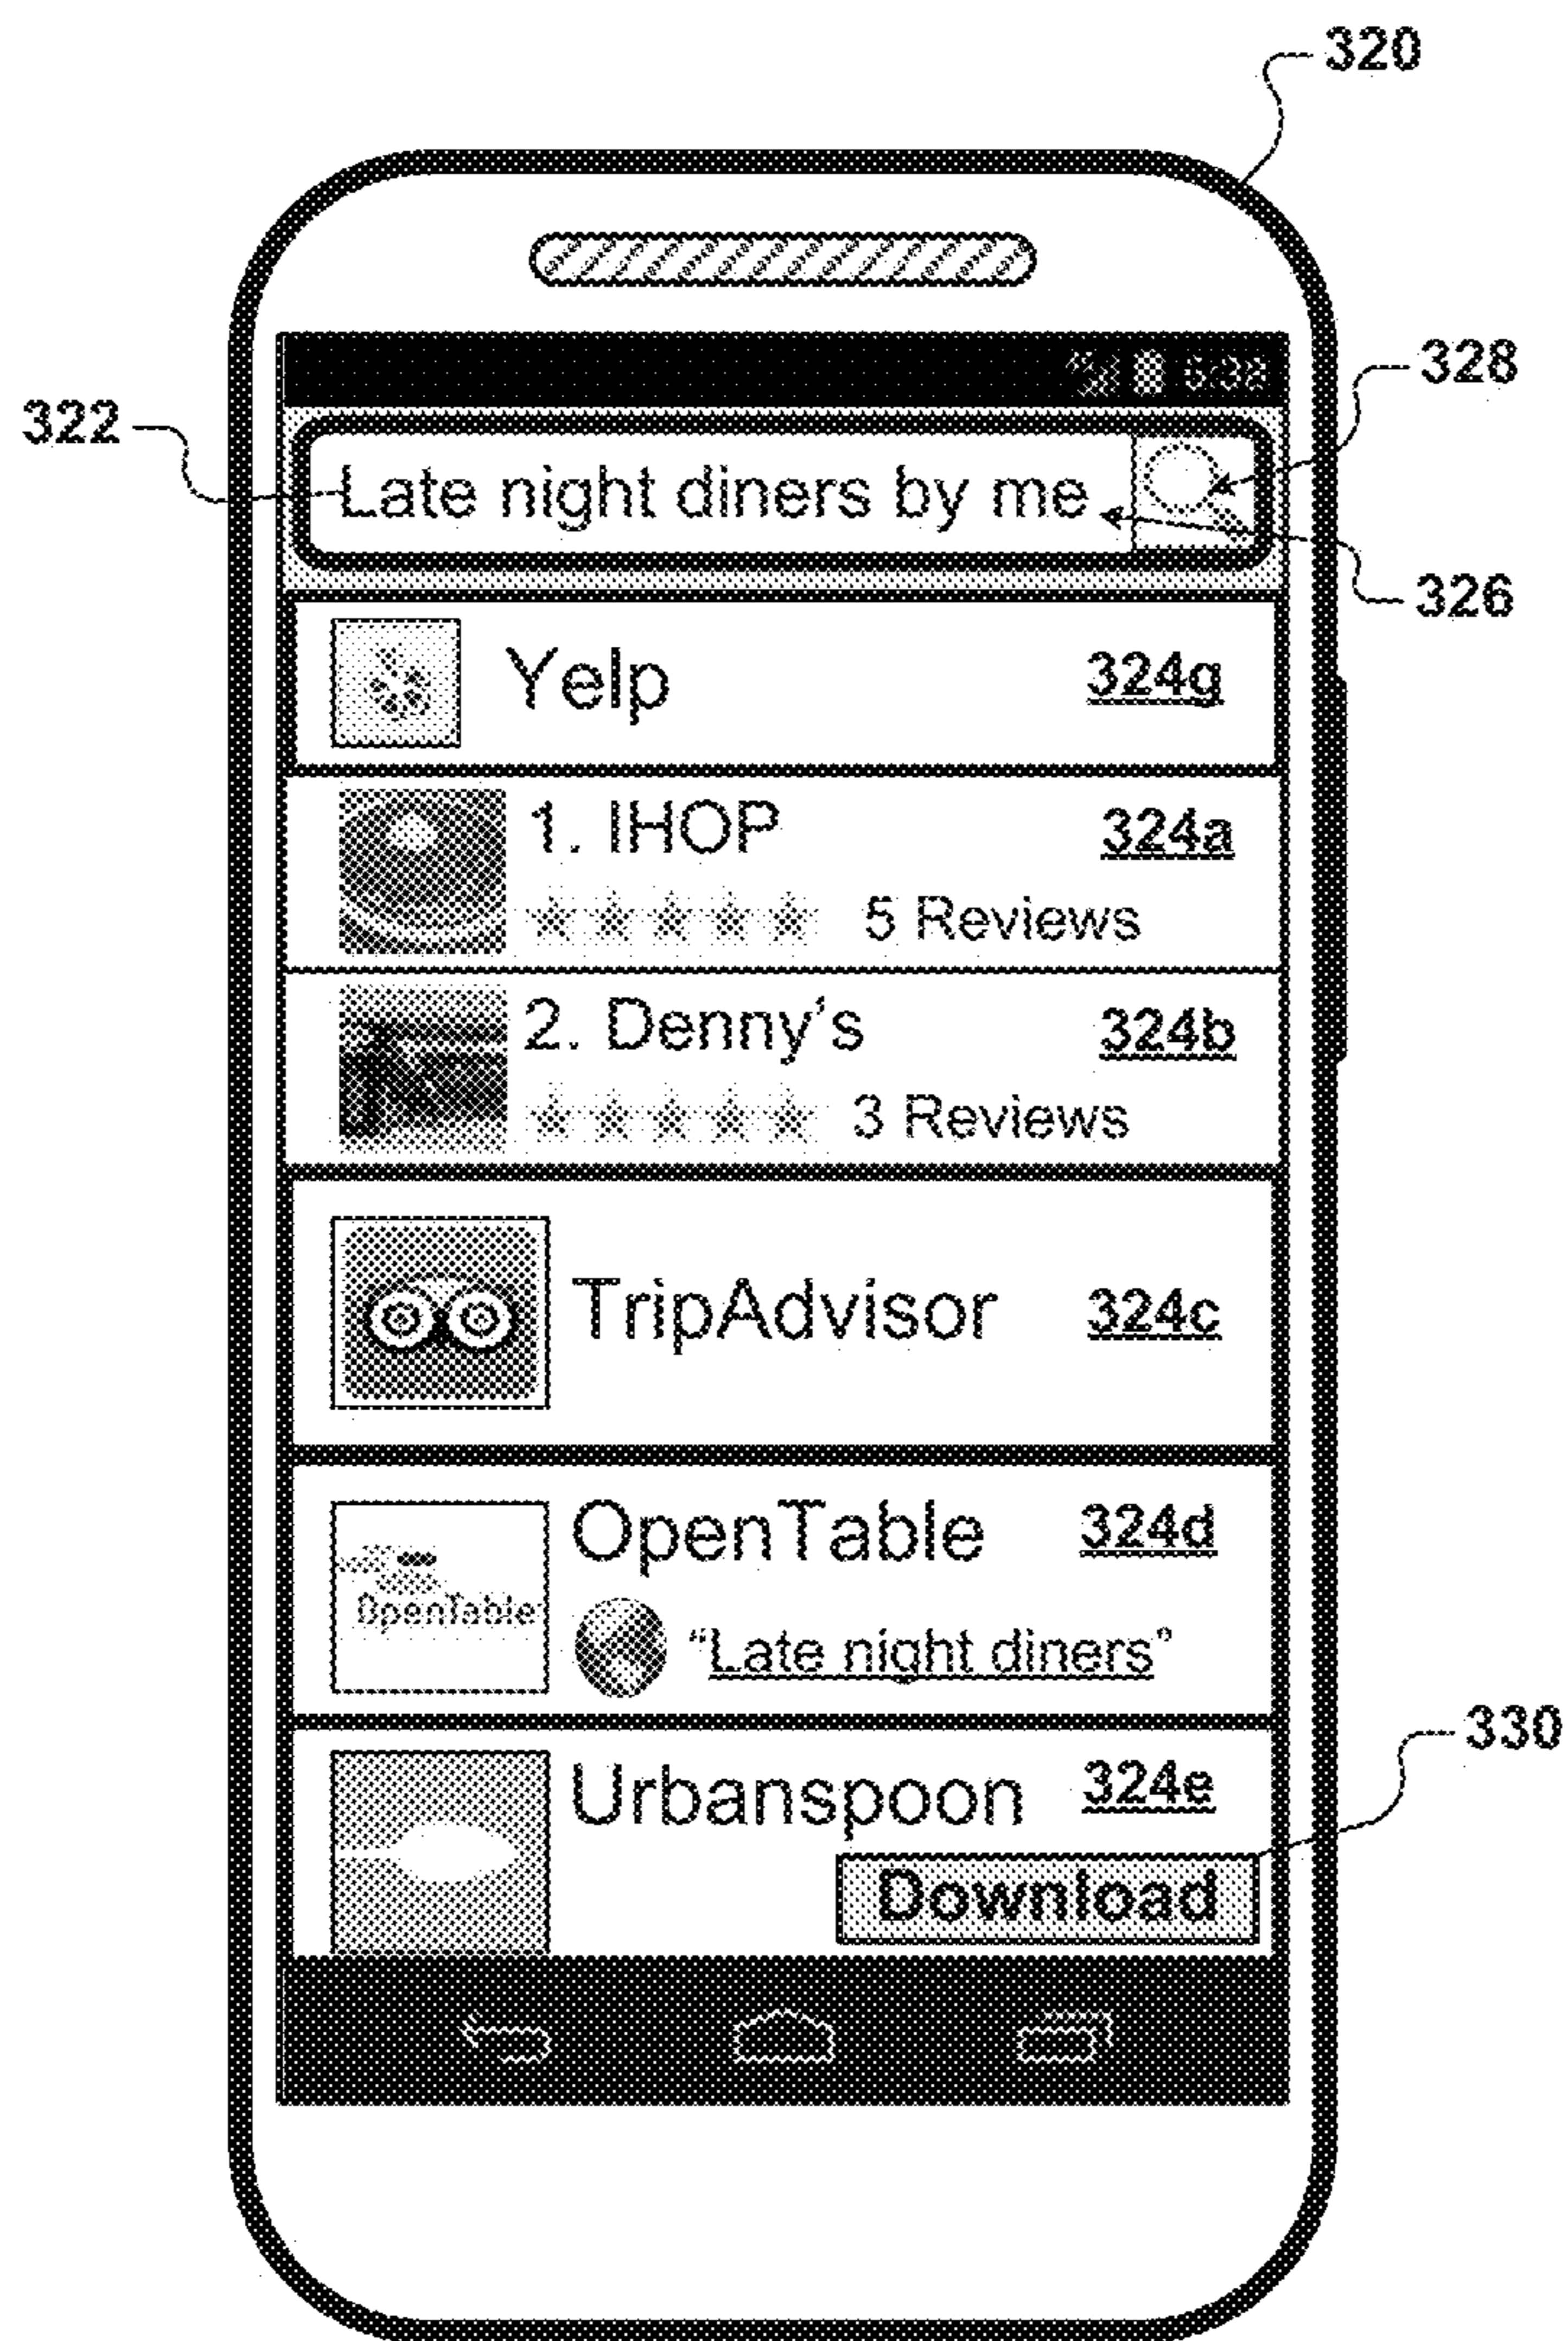 320
328
322
Late night diners by me
326
Yelp 324g
1. IHOP 324a
5 Reviews
2. Denny's 324b
3 Reviews
TripAdvisor 324c
OpenTable 324d
OpenTable
"Late night diners"
330
Urbanspoon 324e
Download